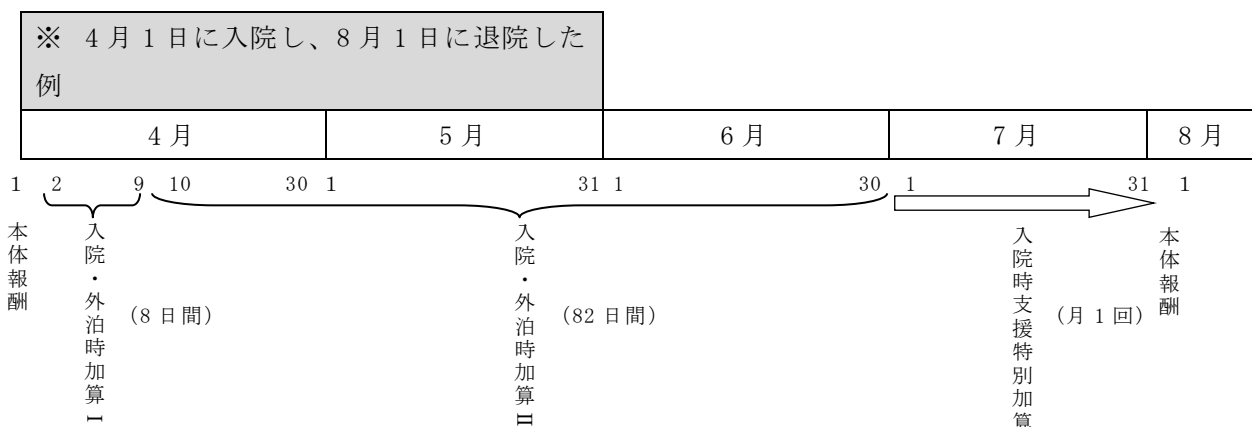 ※ 4月1日に入院し、8月1日に退院した
例
4月 5月 6月 7月 8月
1 2 9 10 30 1 31 1 30 1 31 1
本体報酬
入院・外泊時加算Ⅰ
(8日間)
入院・外泊時加算Ⅱ
(82日間)
入院時支援特別加算
(月1回)
本体報酬